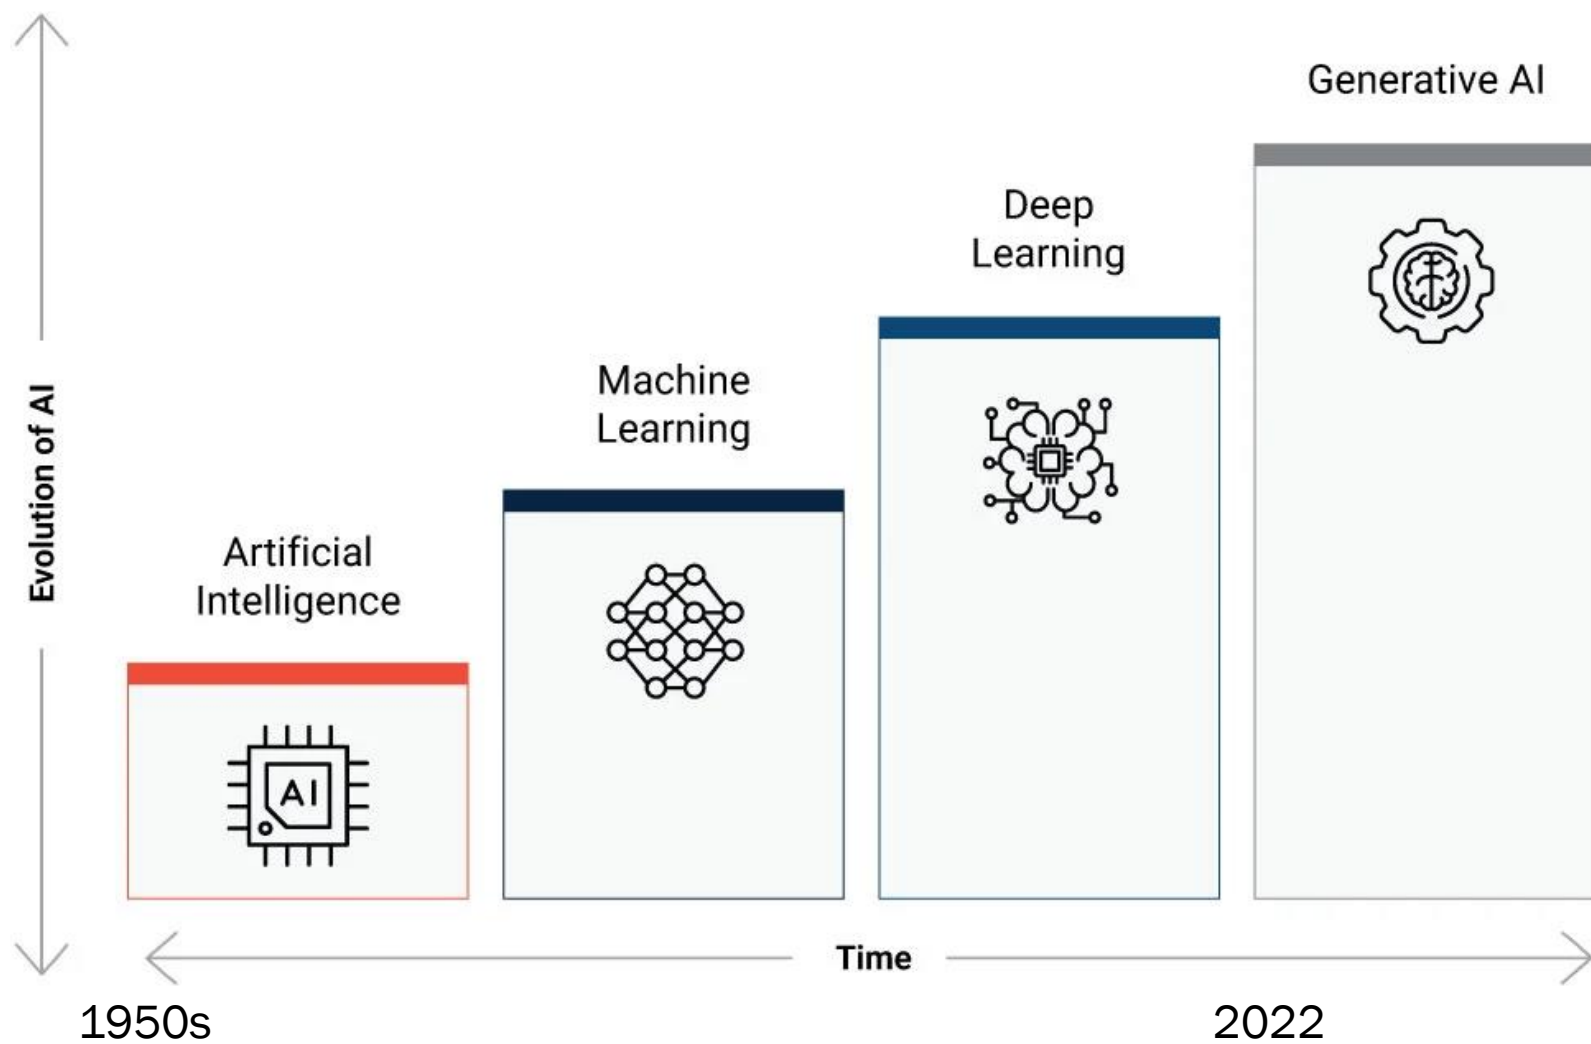 Generative AI
Deep
Learning
Machine
Learning
Artificial
Intelligence
AI
Evolution of AI
Time
1950s
2022